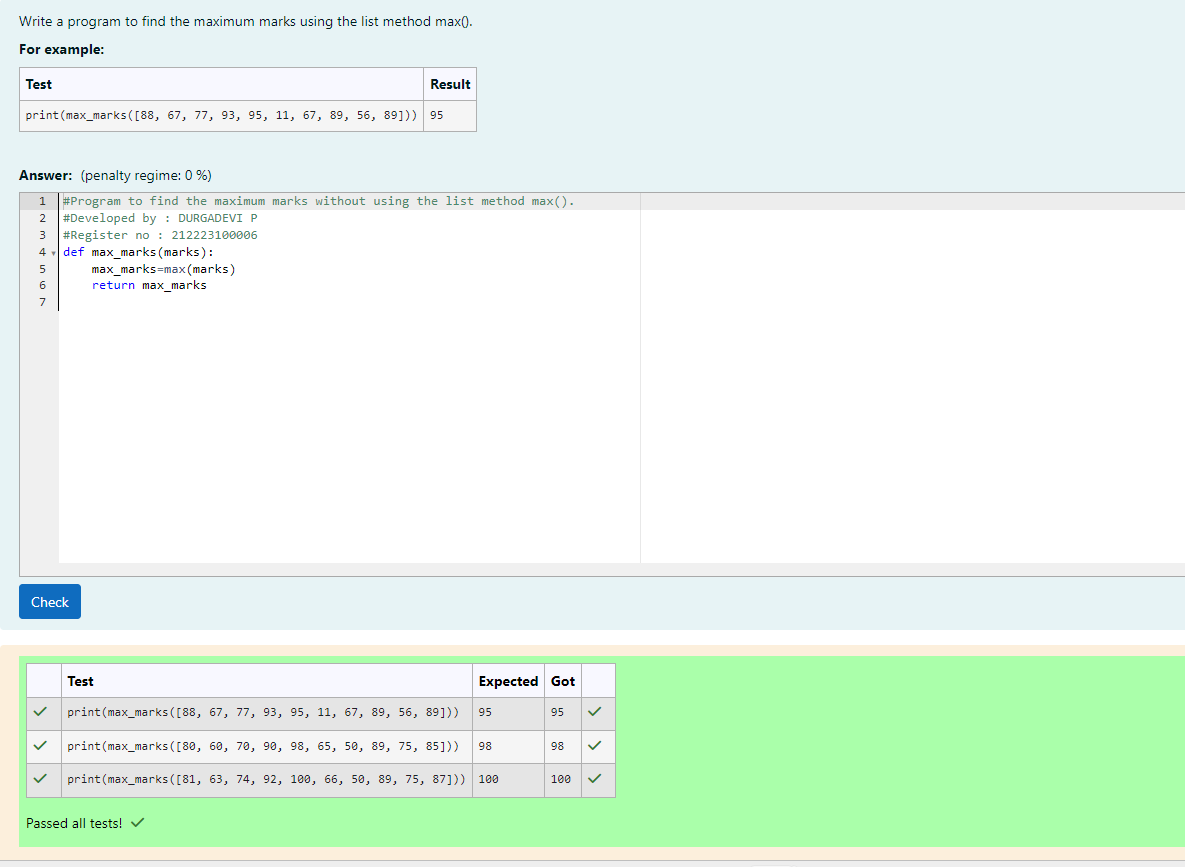 Write a program to find the maximum marks using the list method max().
For example:
Test Result
print(max_marks([88, 67, 77, 93, 95, 11, 67, 89, 56, 89])) 95
Answer: (penalty regime: 0 %)
1 #Program to find the maximum marks without using the list method max().
2 #Developed by : DURGADEVI P
3 #Register no : 212223100006
4 def max_marks(marks):
5 max_marks=max(marks)
6 return max_marks
7
Check
Test Expected Got
print(max_marks([88, 67, 77, 93, 95, 11, 67, 89, 56, 89])) 95 95
print(max_marks([80, 60, 70, 90, 98, 65, 50, 89, 75, 85])) 98 98
print(max_marks([81, 63, 74, 92, 100, 66, 50, 89, 75, 87])) 100 100
Passed all tests!